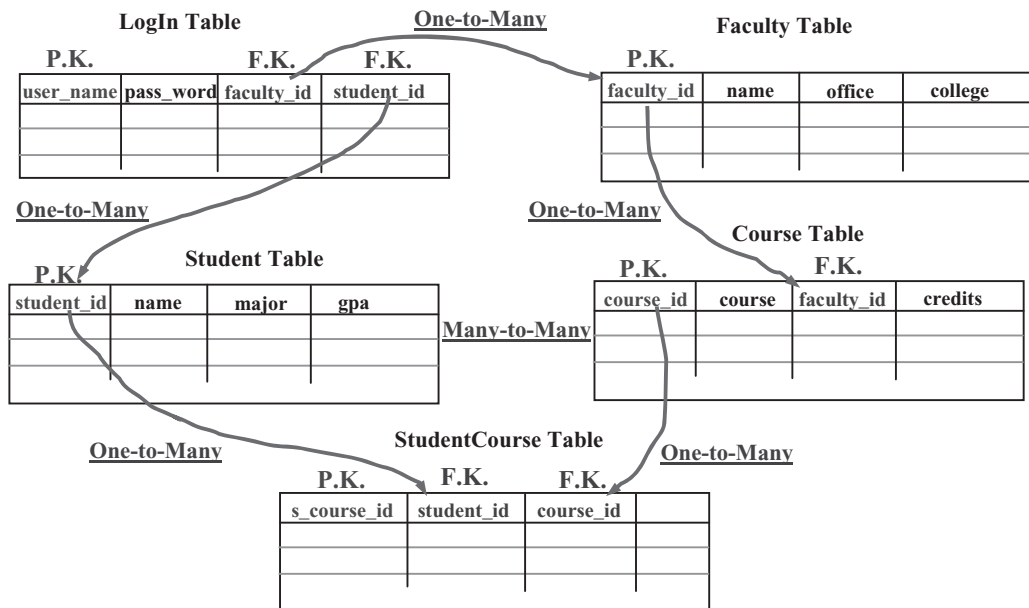 LogIn Table
One-to-Many
Faculty Table
P.K. F.K. F.K.
user_name pass_word faculty_id student_id
P.K.
faculty_id name office college
One-to-Many
One-to-Many
Student Table
P.K.
student_id name major gpa
Course Table
P.K. F.K.
course_id course faculty_id credits
Many-to-Many
One-to-Many
StudentCourse Table
One-to-Many
P.K. F.K. F.K.
s_course_id student_id course_id